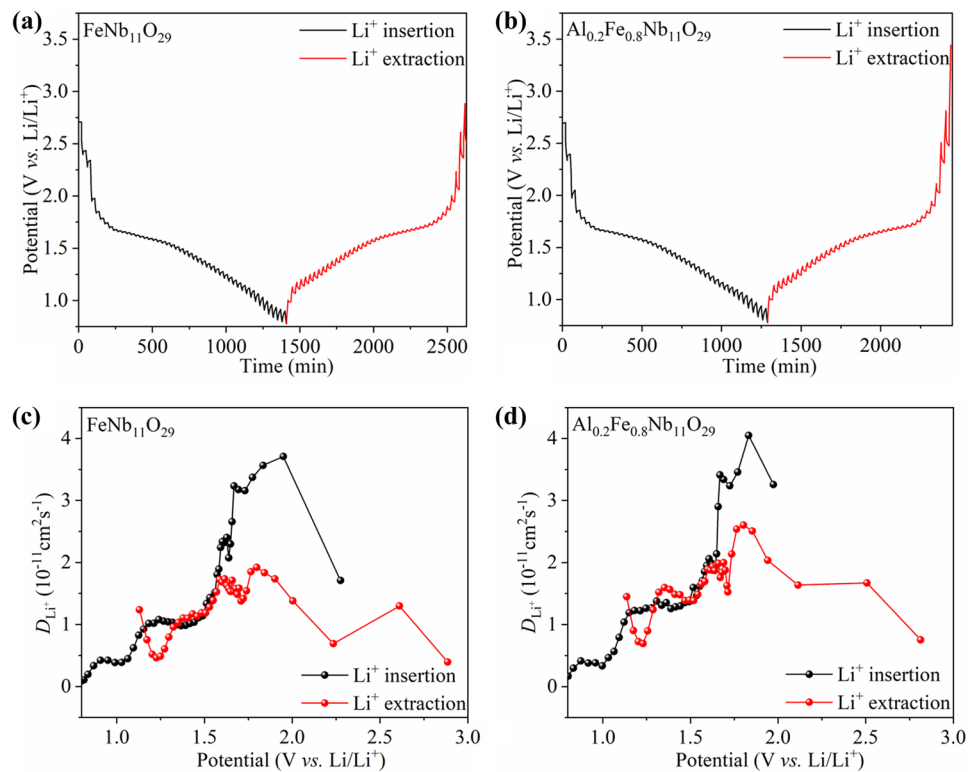 (a)
FeNb₁₁O₂₉
Li⁺ insertion
Li⁺ extraction
Potential (V vs. Li/Li⁺)
3.5
3.0
2.5
2.0
1.5
1.0
0 500 1000 1500 2000 2500
Time (min)
(b)
Al₀.₂Fe₀.₈Nb₁₁O₂₉
Li⁺ insertion
Li⁺ extraction
Potential (V vs. Li/Li⁺)
3.5
3.0
2.5
2.0
1.5
1.0
0 500 1000 1500 2000
Time (min)
(c)
FeNb₁₁O₂₉
D_Li⁺ (10⁻¹¹cm²s⁻¹)
4
3
2
1
0
Li⁺ insertion
Li⁺ extraction
1.0 1.5 2.0 2.5 3.0
Potential (V vs. Li/Li⁺)
(d)
Al₀.₂Fe₀.₈Nb₁₁O₂₉
D_Li⁺ (10⁻¹¹cm²s⁻¹)
4
3
2
1
0
Li⁺ insertion
Li⁺ extraction
1.0 1.5 2.0 2.5 3.0
Potential (V vs. Li/Li⁺)